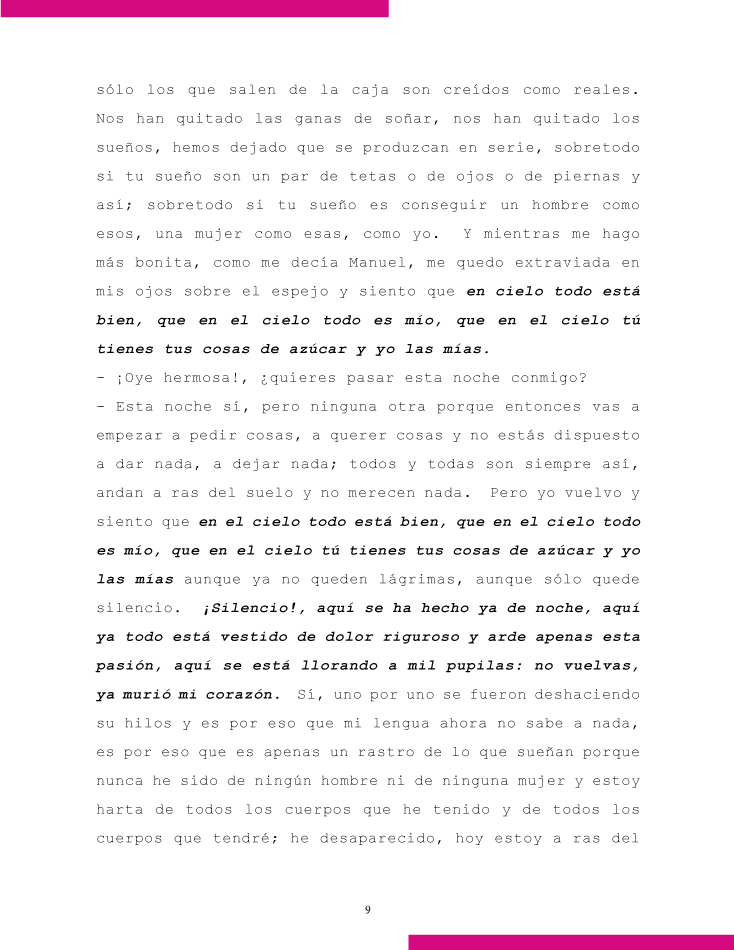 sólo los que salen de la caja son creídos como reales.
Nos han quitado las ganas de soñar, nos han quitado los
sueños, hemos dejado que se produzcan en serie, sobretodo
si tu sueño son un par de tetas o de ojos o de piernas y
así; sobretodo si tu sueño es conseguir un hombre como
esos, una mujer como esas, como yo. Y mientras me hago
más bonita, como me decía Manuel, me quedo extraviada en
mis ojos sobre el espejo y siento que en cielo todo está
bien, que en el cielo todo es mío, que en el cielo tú
tienes tus cosas de azúcar y yo las mías.
- ¡Oye hermosa!, ¿quieres pasar esta noche conmigo?
- Esta noche sí, pero ninguna otra porque entonces vas a
empezar a pedir cosas, a querer cosas y no estás dispuesto
a dar nada, a dejar nada; todos y todas son siempre así,
andan a ras del suelo y no merecen nada. Pero yo vuelvo y
siento que en el cielo todo está bien, que en el cielo todo
es mío, que en el cielo tú tienes tus cosas de azúcar y yo
las mías aunque ya no queden lágrimas, aunque sólo quede
silencio. ¡Silencio!, aquí se ha hecho ya de noche, aquí
ya todo está vestido de dolor riguroso y arde apenas esta
pasión, aquí se está llorando a mil pupilas: no vuelvas,
ya murió mi corazón. Sí, uno por uno se fueron deshaciendo
su hilos y es por eso que mi lengua ahora no sabe a nada,
es por eso que es apenas un rastro de lo que sueñan porque
nunca he sido de ningún hombre ni de ninguna mujer y estoy
harta de todos los cuerpos que he tenido y de todos los
cuerpos que tendré; he desaparecido, hoy estoy a ras del
9